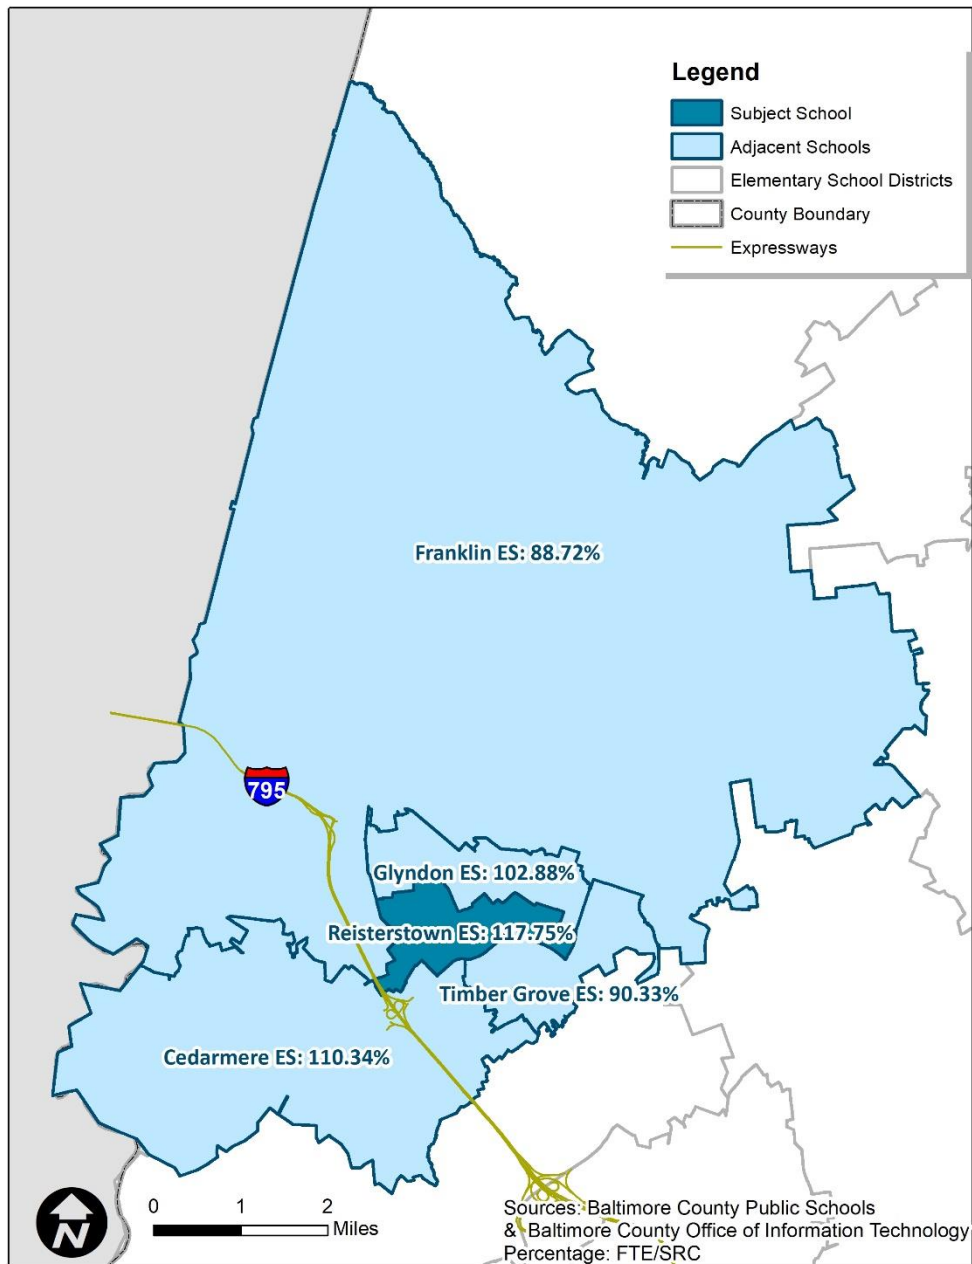 Legend
Subject School
Adjacent Schools
Elementary School Districts
County Boundary
Expressways
Franklin ES: 88.72%
795
Glyndon ES: 102.88%
Reisterstown ES: 117.75%
Timber Grove ES: 90.33%
Cedarmere ES: 110.34%
N
0 1 2
Miles
Sources: Baltimore County Public Schools
& Baltimore County Office of Information Technology
Percentage: FTE/SRC